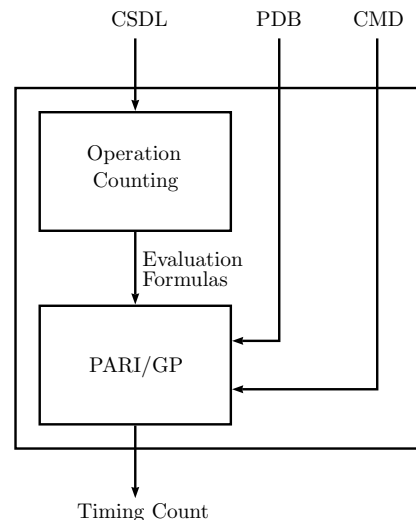 CSDL PDB CMD
Operation
Counting
Evaluation
Formulas
PARI/GP
Timing Count